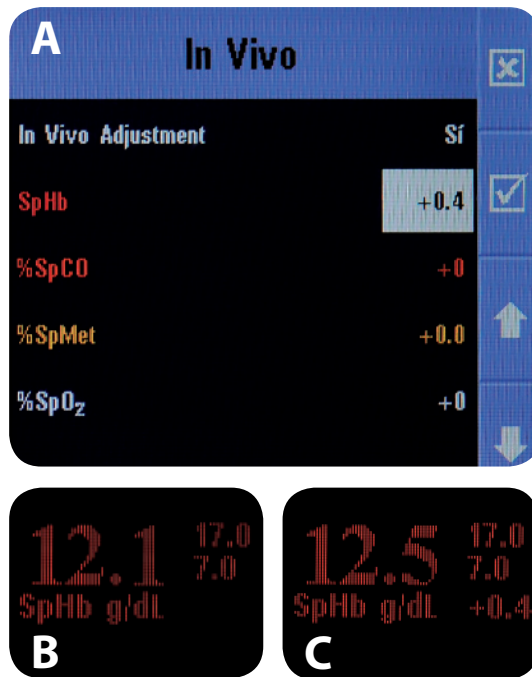 A
In Vivo
In Vivo Adjustment Sí
SpHb +0.4
%SpCO +0
%SpMet +0.0
%SpO₂ +0
12.1 17.0
7.0
SpHb g/dL
B
12.5 17.0
7.0
SpHb g/dL +0.4
C